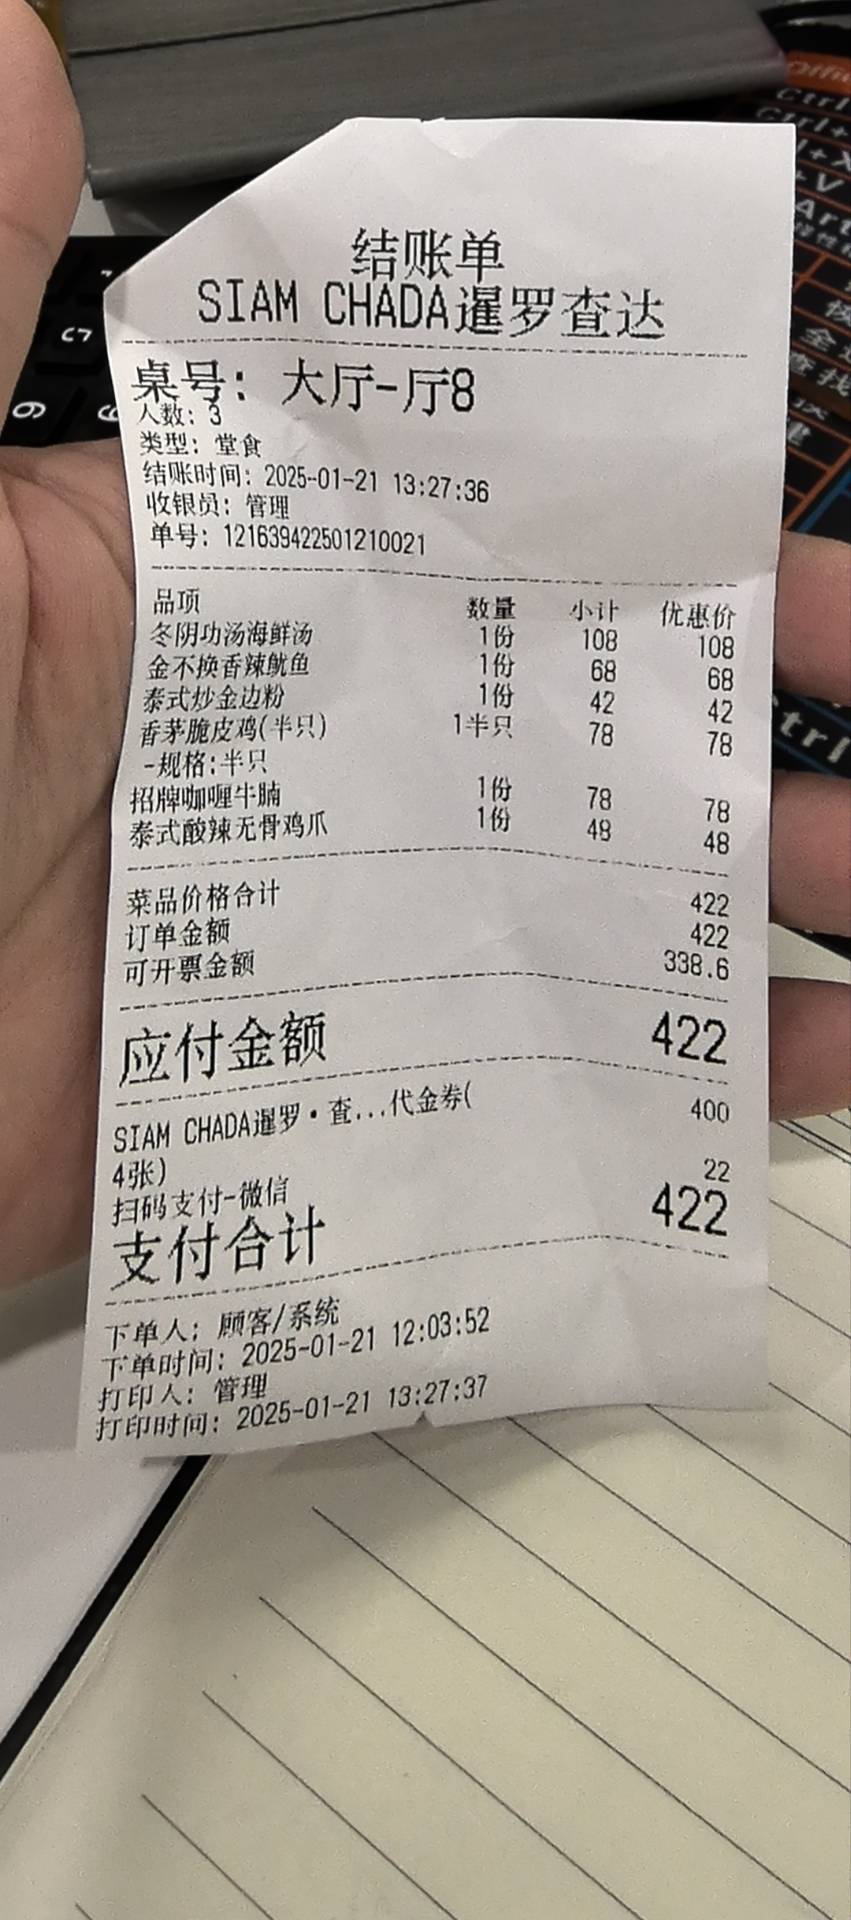 结账单
SIAM CHADA暹罗查达
桌号: 大厅-厅8
人数: 3
类型: 堂食
结账时间: 2025-01-21 13:27:36
收银员: 管理
单号: 121639422501210021
品项 数量 小计 优惠价
冬阴功汤海鲜汤 1份 108 108
金不换香辣鱿鱼 1份 68 68
泰式炒金边粉 1份 42 42
香茅脆皮鸡(半只) 1半只 78 78
-规格:半只
招牌咖喱牛腩 1份 78 78
泰式酸辣无骨鸡爪 1份 48 48
菜品价格合计 422
订单金额 422
可开票金额 338.6
应付金额 422
SIAM CHADA暹罗·查...代金券( 400
4张)
扫码支付-微信 22
支付合计 422
下单人: 顾客/系统
下单时间: 2025-01-21 12:03:52
打印人: 管理
打印时间: 2025-01-21 13:27:37